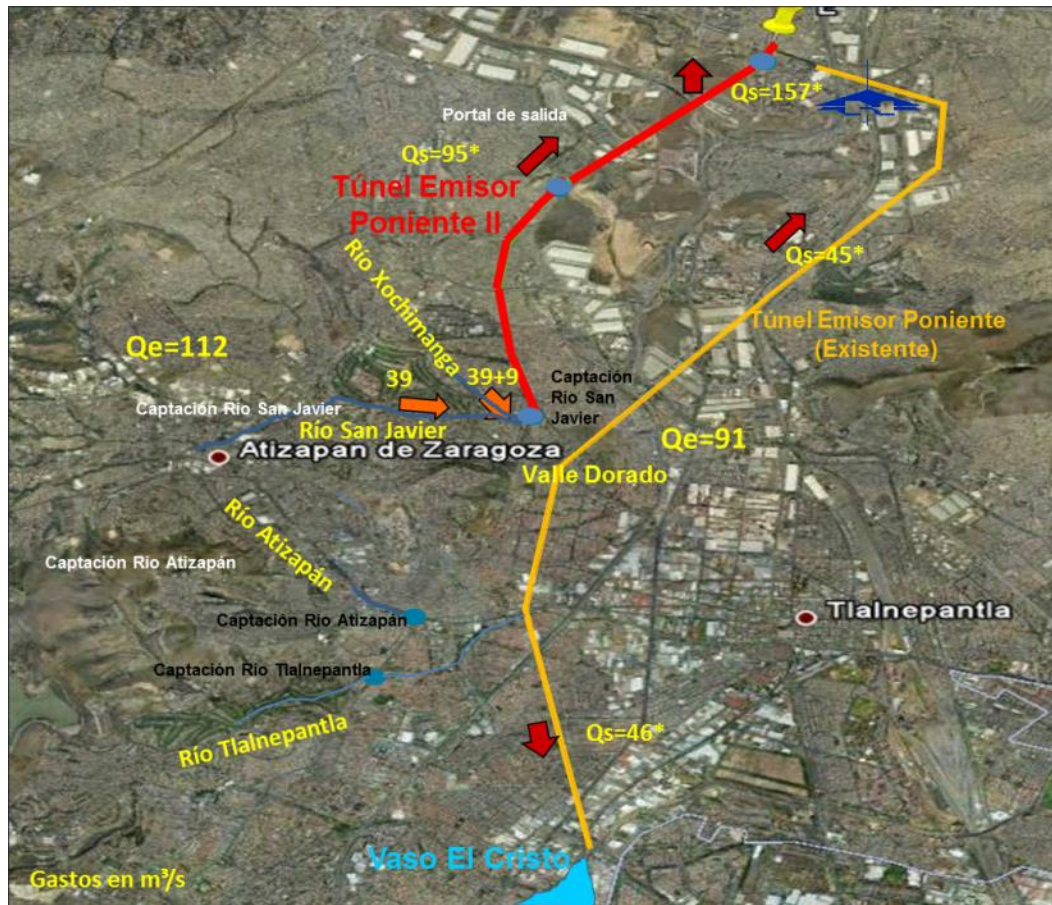 E
Qs=157*
Portal de salida
Qs=95*
Túnel Emisor
Poniente II
Río Xochimanga
Qs=45*
Túnel Emisor Poniente
(Existente)
Qe=112
39
39+9
Captación
Río San
Javier
Captación Río San Javier
Río San Javier
Atizapan de Zaragoza
Valle Dorado
Qe=91
Río Atizapán
Captación Río Atizapán
Captación Río Atizapán
Tlalnepantla
Captación Río Tlalnepantla
Río Tlalnepantla
Qs=46*
Vaso El Cristo
Gastos en m³/s